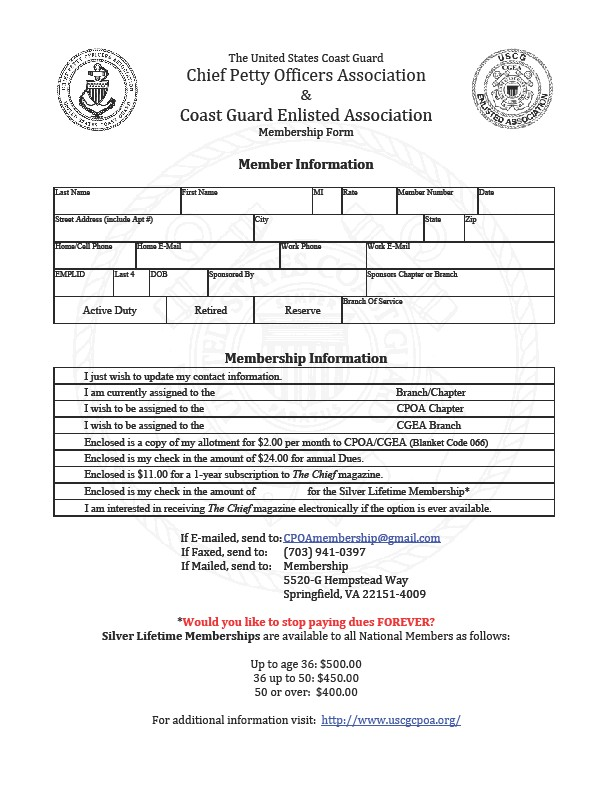 The United States Coast Guard
Chief Petty Officers Association
&
Coast Guard Enlisted Association
Membership Form
USCG
CGEA
ENLISTED ASSOCIATION
Member Information
Last Name First Name MI Rate Member Number Date
Street Address (include Apt #) City State Zip
Home/Cell Phone Home E-Mail Work Phone Work E-Mail
EMPLID Last 4 DOB Sponsored By Sponsors Chapter or Branch
Active Duty Retired Reserve Branch Of Service
Membership Information
I just wish to update my contact information.
I am currently assigned to the Branch/Chapter
I wish to be assigned to the CPOA Chapter
I wish to be assigned to the CGEA Branch
Enclosed is a copy of my allotment for $2.00 per month to CPOA/CGEA (Blanket Code 066)
Enclosed is my check in the amount of $24.00 for annual Dues.
Enclosed is $11.00 for a 1-year subscription to The Chief magazine.
Enclosed is my check in the amount of for the Silver Lifetime Membership*
I am interested in receiving The Chief magazine electronically if the option is ever available.
If E-mailed, send to: CPOAmembership@gmail.com
If Faxed, send to: (703) 941-0397
If Mailed, send to: Membership
5520-G Hempstead Way
Springfield, VA 22151-4009
*Would you like to stop paying dues FOREVER?
Silver Lifetime Memberships are available to all National Members as follows:
Up to age 36: $500.00
36 up to 50: $450.00
50 or over: $400.00
For additional information visit: http://www.uscgcpoa.org/